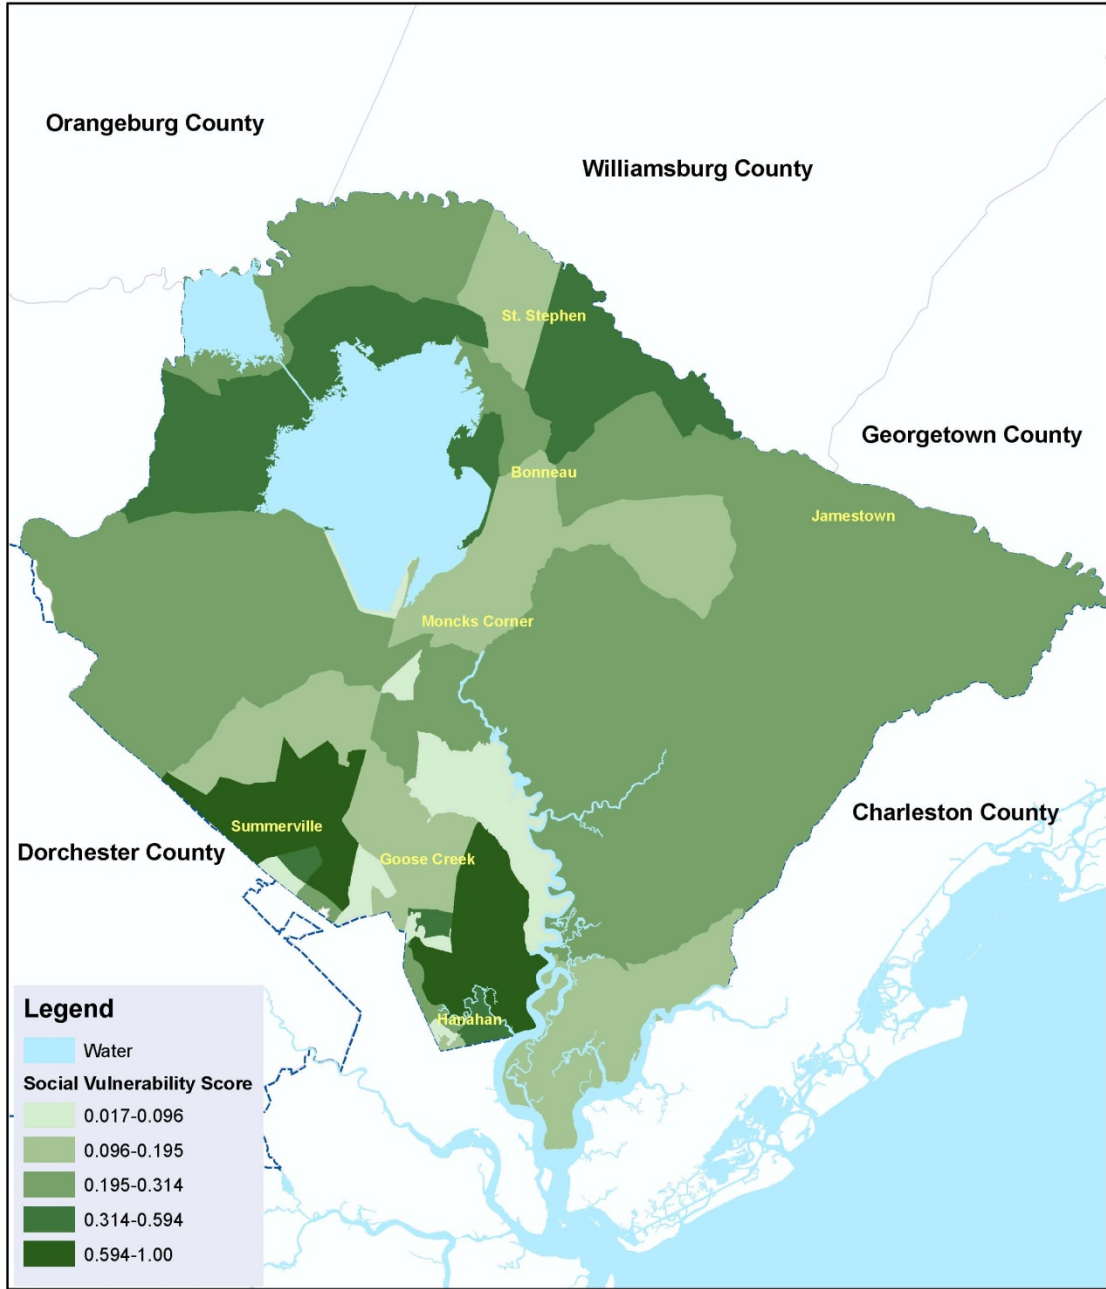 Orangeburg County
Williamsburg County
St. Stephen
Georgetown County
Bonneau
Jamestown
Moncks Corner
Charleston County
Summerville
Dorchester County
Goose Creek
Hanahan
Legend
Water
Social Vulnerability Score
0.017-0.096
0.096-0.195
0.195-0.314
0.314-0.594
0.594-1.00